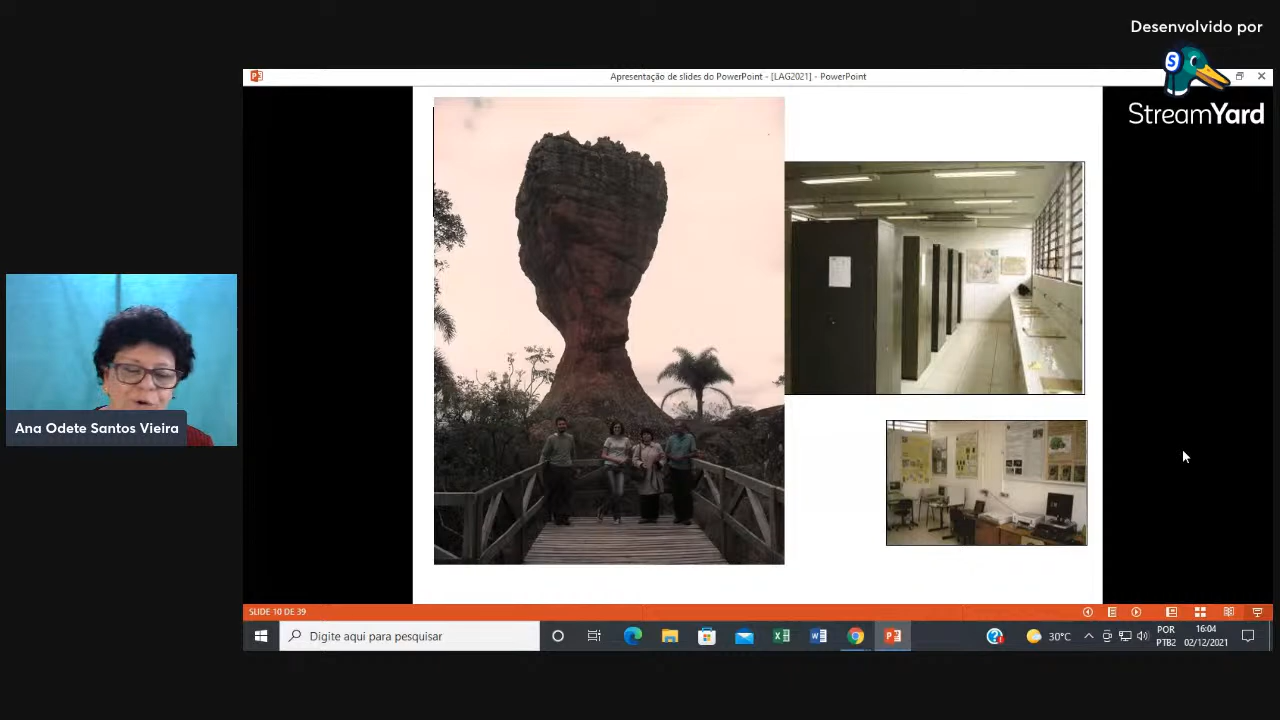 Desenvolvido por
S
StreamYard
Apresentação de slides do PowerPoint - [LAG2021] - PowerPoint
Ana Odete Santos Vieira
SLIDE 10 DE 39
Digite aqui para pesquisar
30°C
POR
PTB2
16:04
02/12/2021